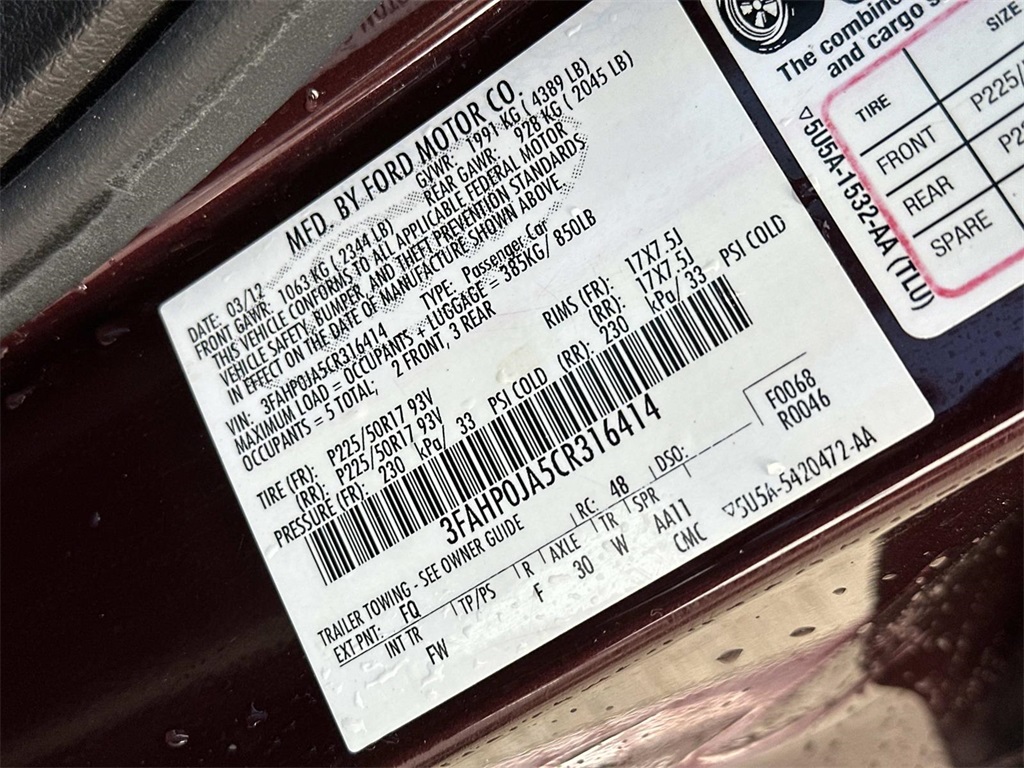 MFD. BY FORD MOTOR CO.
DATE: 03/12 GVWR: 1991 KG ( 4389 LB)
FRONT GAWR: 1063 KG ( 2344 LB) REAR GAWR: 928 KG ( 2045 LB)
THIS VEHICLE CONFORMS TO ALL APPLICABLE FEDERAL MOTOR
VEHICLE SAFETY, BUMPER, AND THEFT PREVENTION STANDARDS
IN EFFECT ON THE DATE OF MANUFACTURE SHOWN ABOVE.
VIN: 3FAHP0JA5CR316414 TYPE: Passenger Car
MAXIMUM LOAD = OCCUPANTS + LUGGAGE = 385KG/ 850LB
OCCUPANTS = 5 TOTAL; 2 FRONT, 3 REAR
TIRE (FR): P225/50R17 93V RIMS (FR): 17X7.5J
(RR): P225/50R17 93V (RR): 17X7.5J
PRESSURE (FR): 230 kPa/ 33 PSI COLD (RR): 230 kPa/ 33 PSI COLD
3FAHP0JA5CR316414
F0068
R0046
TRAILER TOWING - SEE OWNER GUIDE
EXT PNT: FQ RC: 48 DSO:
INT TR TP/PS R AXLE TR SPR
FW F 30 W AA11
CMC
▽5U5A-5420472-AA
The combine
and cargo
TIRE SIZE
FRONT P225/
REAR P2
SPARE
▽5U5A-1532-AA (TLU)